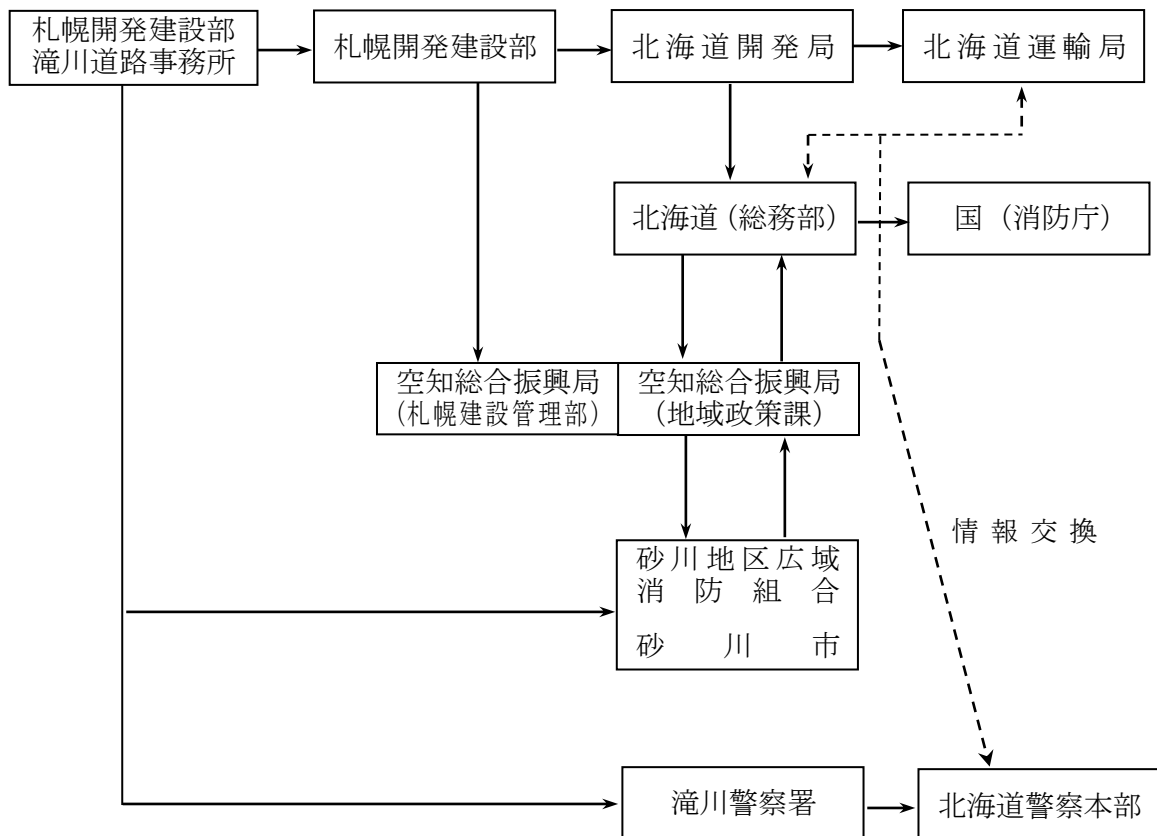 札幌開発建設部
滝川道路事務所
札幌開発建設部
北海道開発局
北海道運輸局
北海道（総務部）
国（消防庁）
空知総合振興局
（札幌建設管理部）
空知総合振興局
（地域政策課）
情報交換
砂川地区広域
消防組合
砂川市
滝川警察署
北海道警察本部